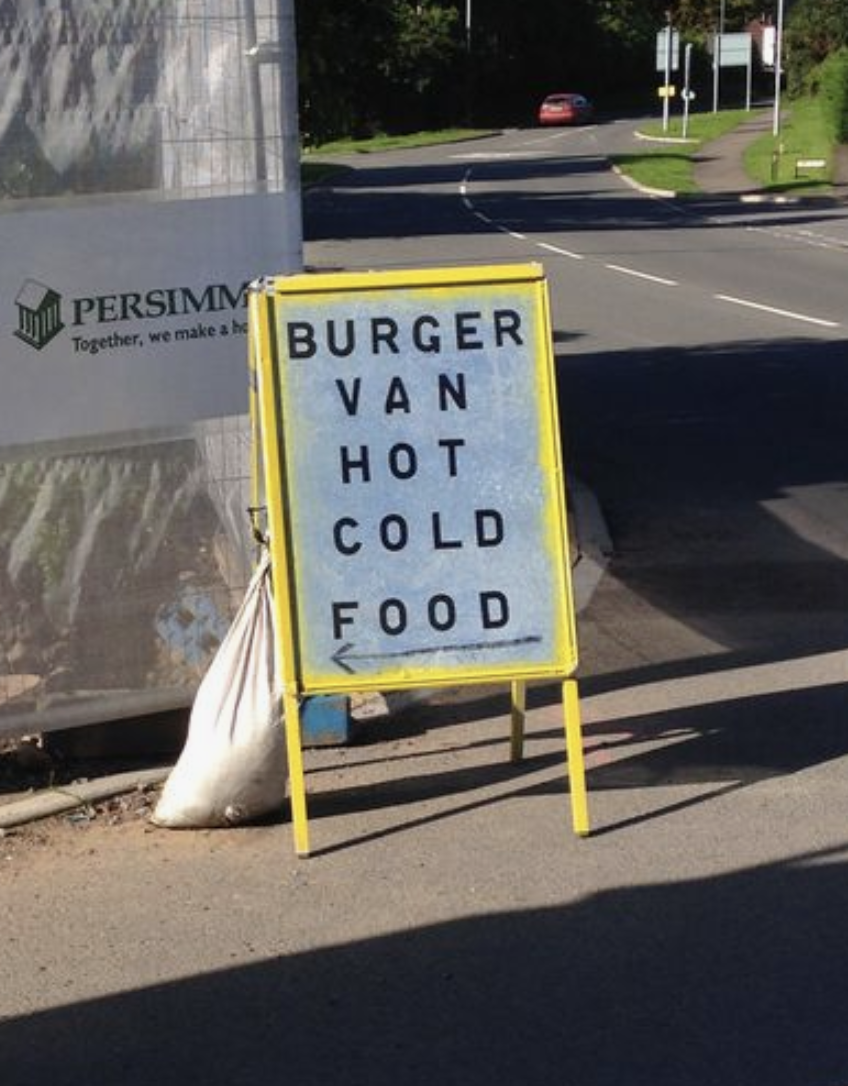 PERSIMM
Together, we make a ho
BURGER
VAN
HOT
COLD
FOOD